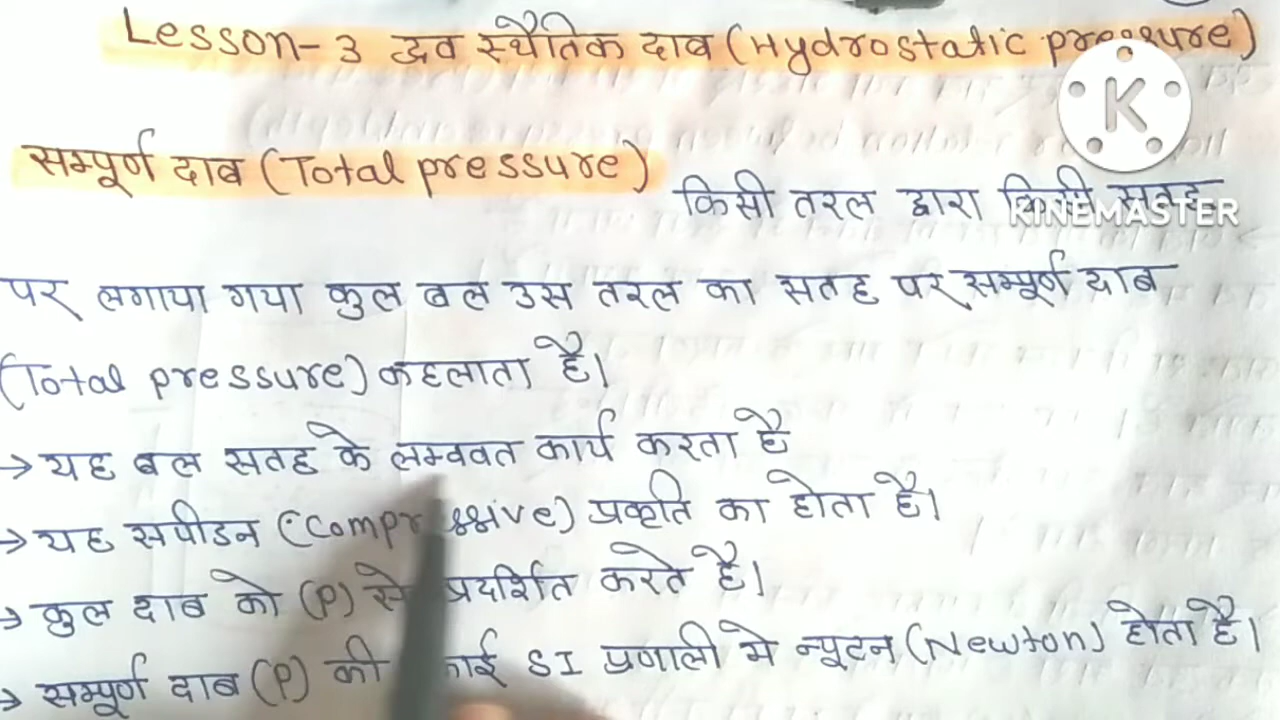 Lesson-3 द्रव स्थैतिक दाब (Hydrostatic pressure)
K
सम्पूर्ण दाब (Total pressure)
किसी तरल द्वारा किसी सतह
KINEMASTER
पर लगाया गया कुल बल उस तरल का सतह पर सम्पूर्ण दाब
(Total pressure) कहलाता है।
→ यह बल सतह के लम्बवत कार्य करता है
→ यह सपीडन (Compressive) प्रकृति का होता है।
→ कुल दाब को (P) से प्रदर्शित करते है।
→ सम्पूर्ण दाब (P) की SI प्रणाली मे न्यूटन (Newton) होता है।